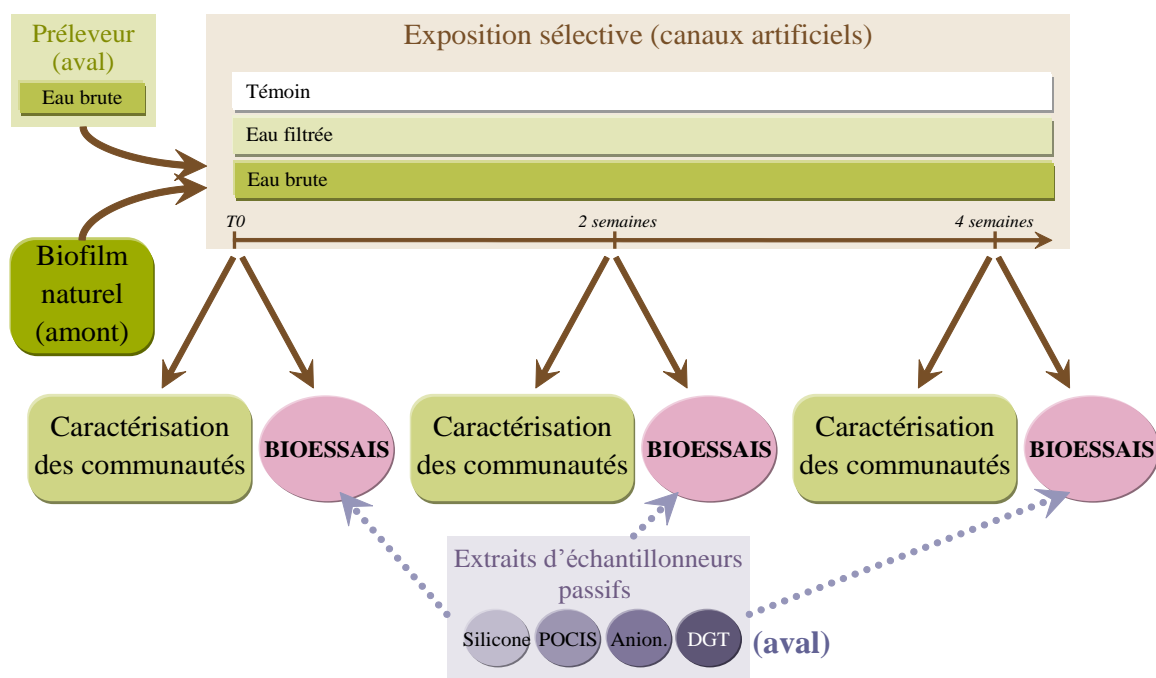 Préleveur
(aval)
Eau brute
Exposition sélective (canaux artificiels)
Témoin
Eau filtrée
Eau brute
T0
2 semaines
4 semaines
Biofilm
naturel
(amont)
Caractérisation
des communautés
BIOESSAIS
Caractérisation
des communautés
BIOESSAIS
Caractérisation
des communautés
BIOESSAIS
Extraits d’échantillonneurs
passifs
Silicone
POCIS
Anion.
DGT
(aval)